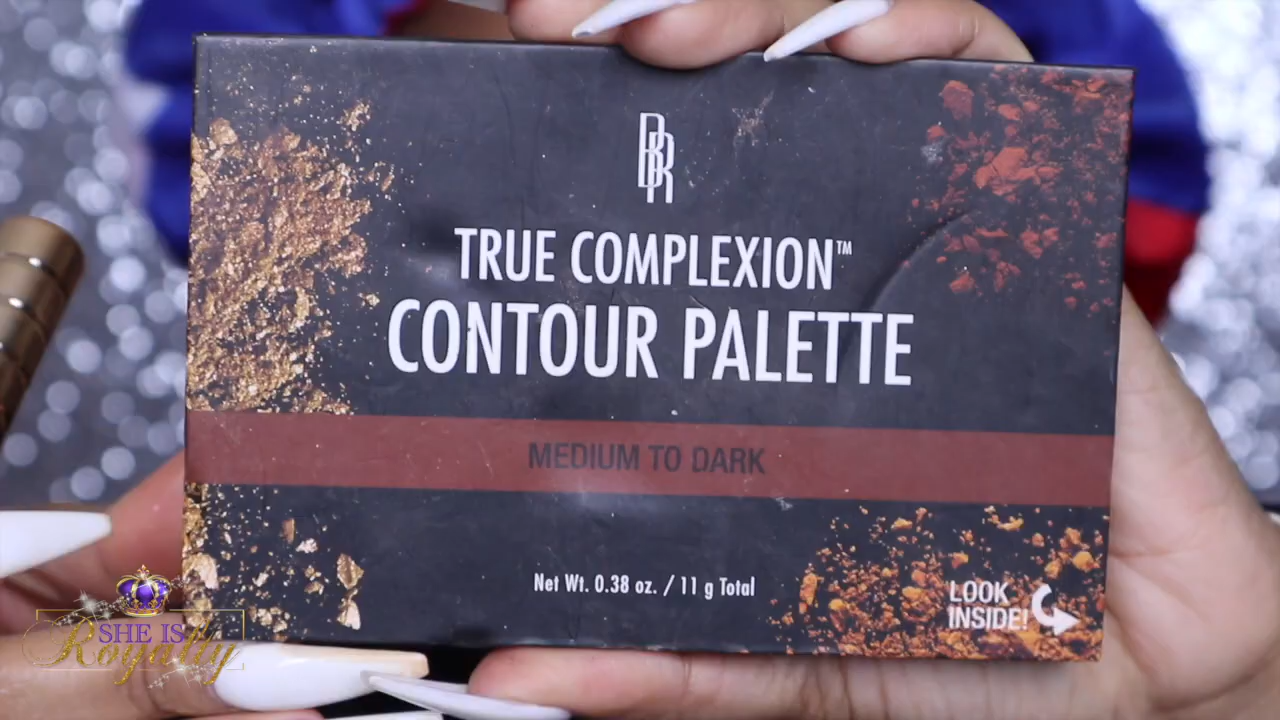 BR
TRUE COMPLEXION™
CONTOUR PALETTE
MEDIUM TO DARK
Net Wt. 0.38 oz. / 11 g Total
LOOK
INSIDE!
SHE IS
Royalty